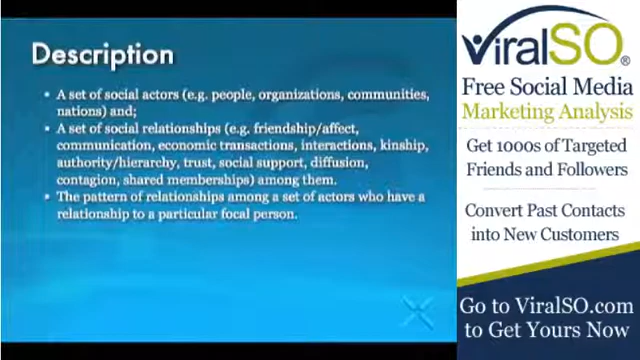 Description
• A set of social actors (e.g. people, organizations, communities,
nations) and;
• A set of social relationships (e.g. friendship/affect,
communication, economic transactions, interactions, kinship,
authority/hierarchy, trust, social support, diffusion,
contagion, shared memberships) among them.
• The pattern of relationships among a set of actors who have a
relationship to a particular focal person.
ViralSO®
Free Social Media
Marketing Analysis
Get 1000s of Targeted
Friends and Followers
Convert Past Contacts
into New Customers
Go to ViralSO.com
to Get Yours Now